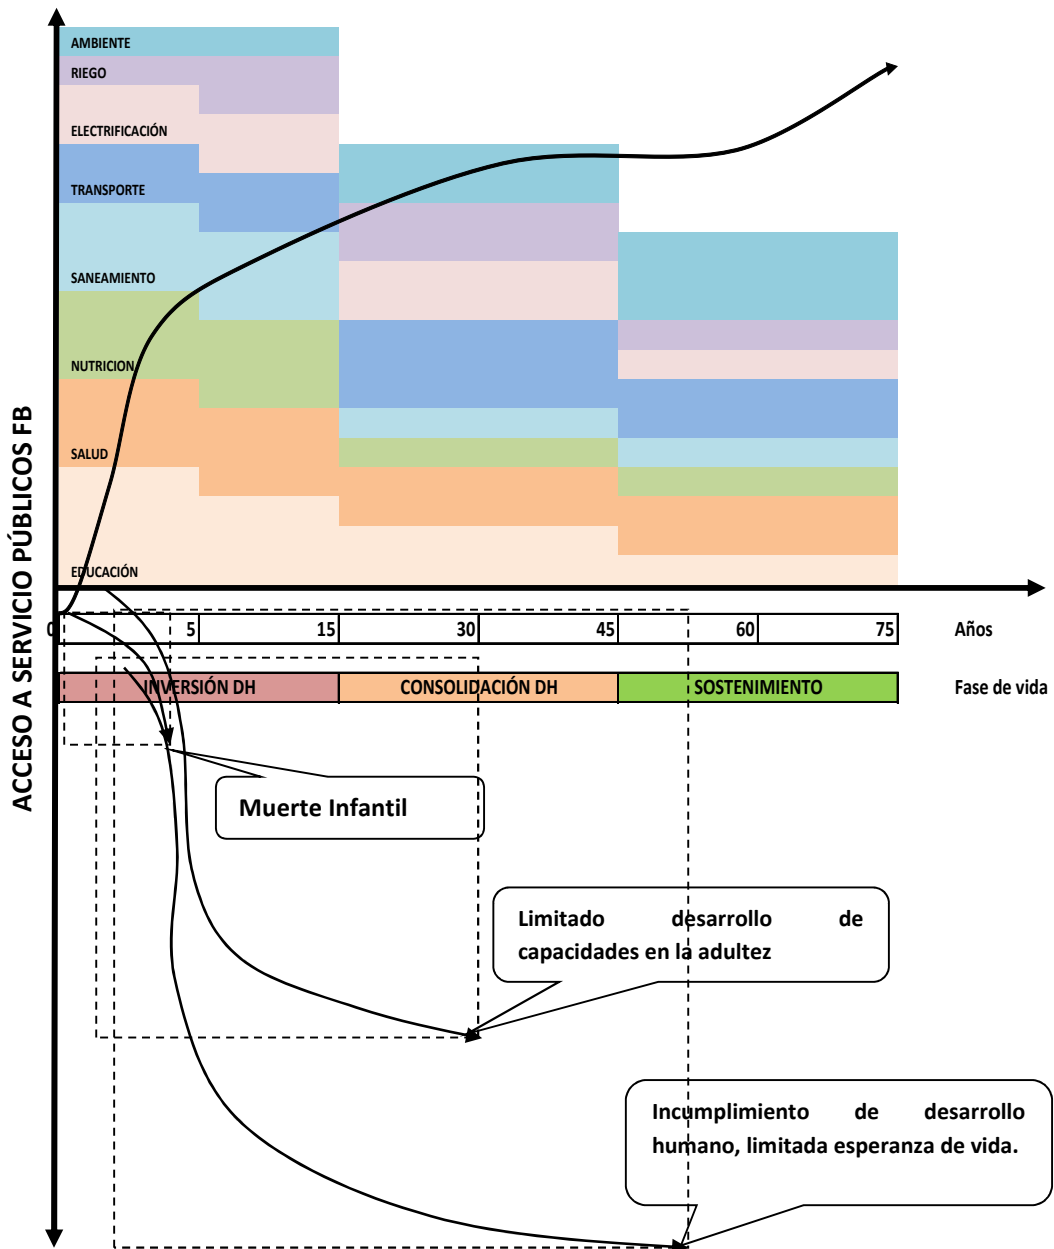 AMBIENTE
RIEGO
ELECTRIFICACIÓN
TRANSPORTE
SANEAMIENTO
NUTRICION
SALUD
EDUCACIÓN
ACCESO A SERVICIO PÚBLICOS FB
0 5 15 30 45 60 75 Años
INVERSIÓN DH CONSOLIDACIÓN DH SOSTENIMIENTO Fase de vida
Muerte Infantil
Limitado desarrollo de
capacidades en la adultez
Incumplimiento de desarrollo
humano, limitada esperanza de vida.